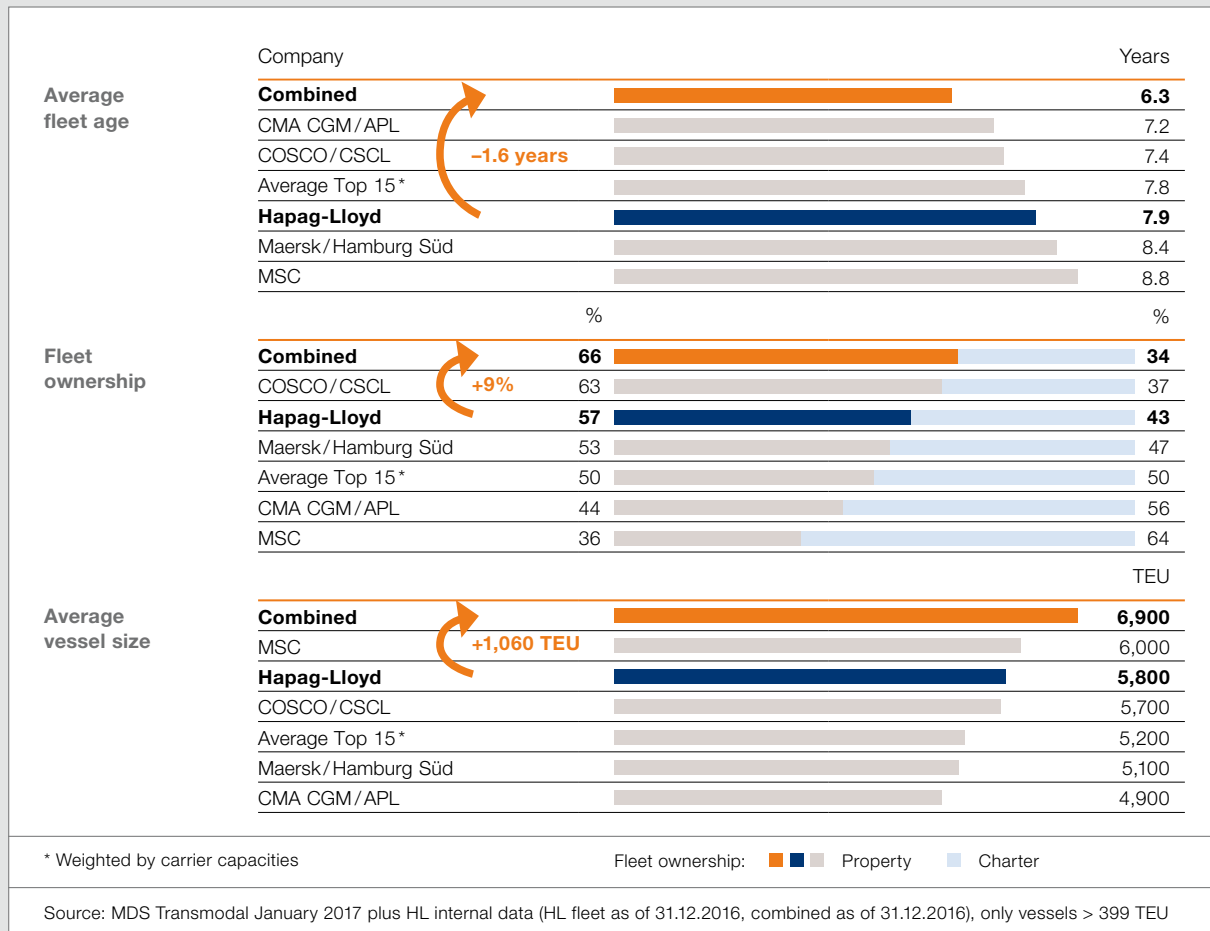 Company Years
Average fleet age
Combined 6.3
CMA CGM/APL 7.2
COSCO/CSCL 7.4
–1.6 years
Average Top 15* 7.8
Hapag-Lloyd 7.9
Maersk/Hamburg Süd 8.4
MSC 8.8
% %
Fleet ownership
Combined 66 34
COSCO/CSCL 63 37
+9%
Hapag-Lloyd 57 43
Maersk/Hamburg Süd 53 47
Average Top 15* 50 50
CMA CGM/APL 44 56
MSC 36 64
TEU
Average vessel size
Combined 6,900
MSC 6,000
+1,060 TEU
Hapag-Lloyd 5,800
COSCO/CSCL 5,700
Average Top 15* 5,200
Maersk/Hamburg Süd 5,100
CMA CGM/APL 4,900
* Weighted by carrier capacities
Fleet ownership: Property Charter
Source: MDS Transmodal January 2017 plus HL internal data (HL fleet as of 31.12.2016, combined as of 31.12.2016), only vessels > 399 TEU